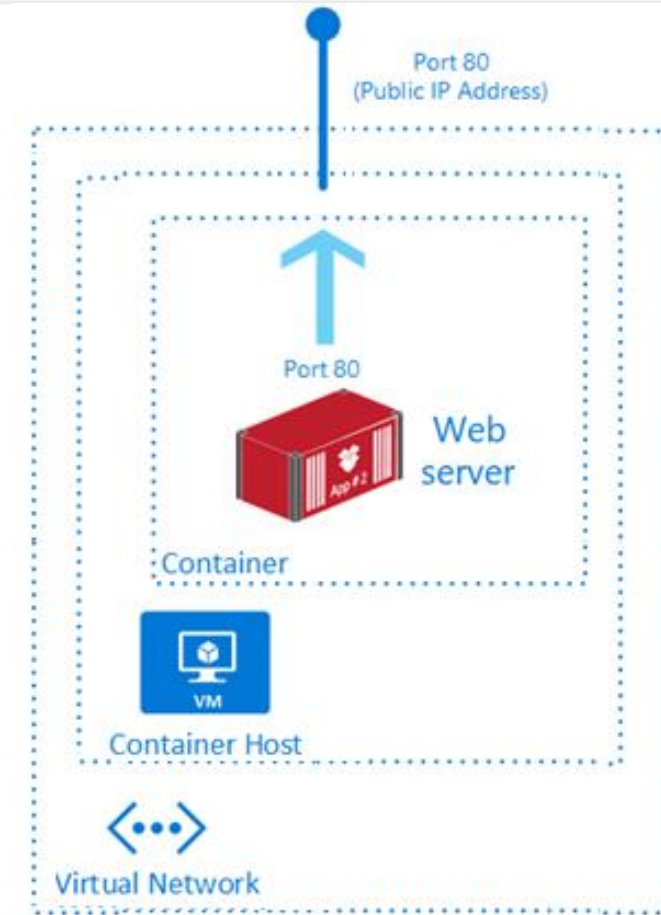 Port 80
(Public IP Address)
Port 80
Web
server
App # 2
Container
VM
Container Host
Virtual Network